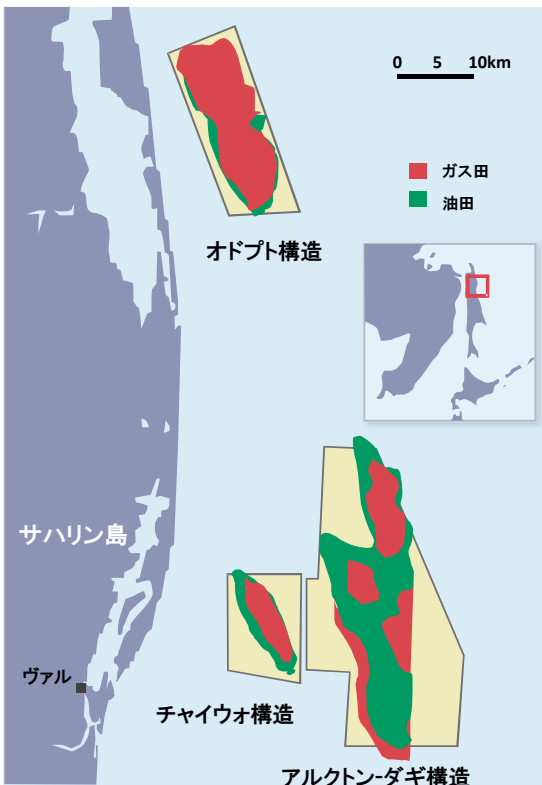 0 5 10km
ガス田
油田
オドプト構造
サハリン島
ヴァル
チャイウォ構造
アルクトン-ダギ構造